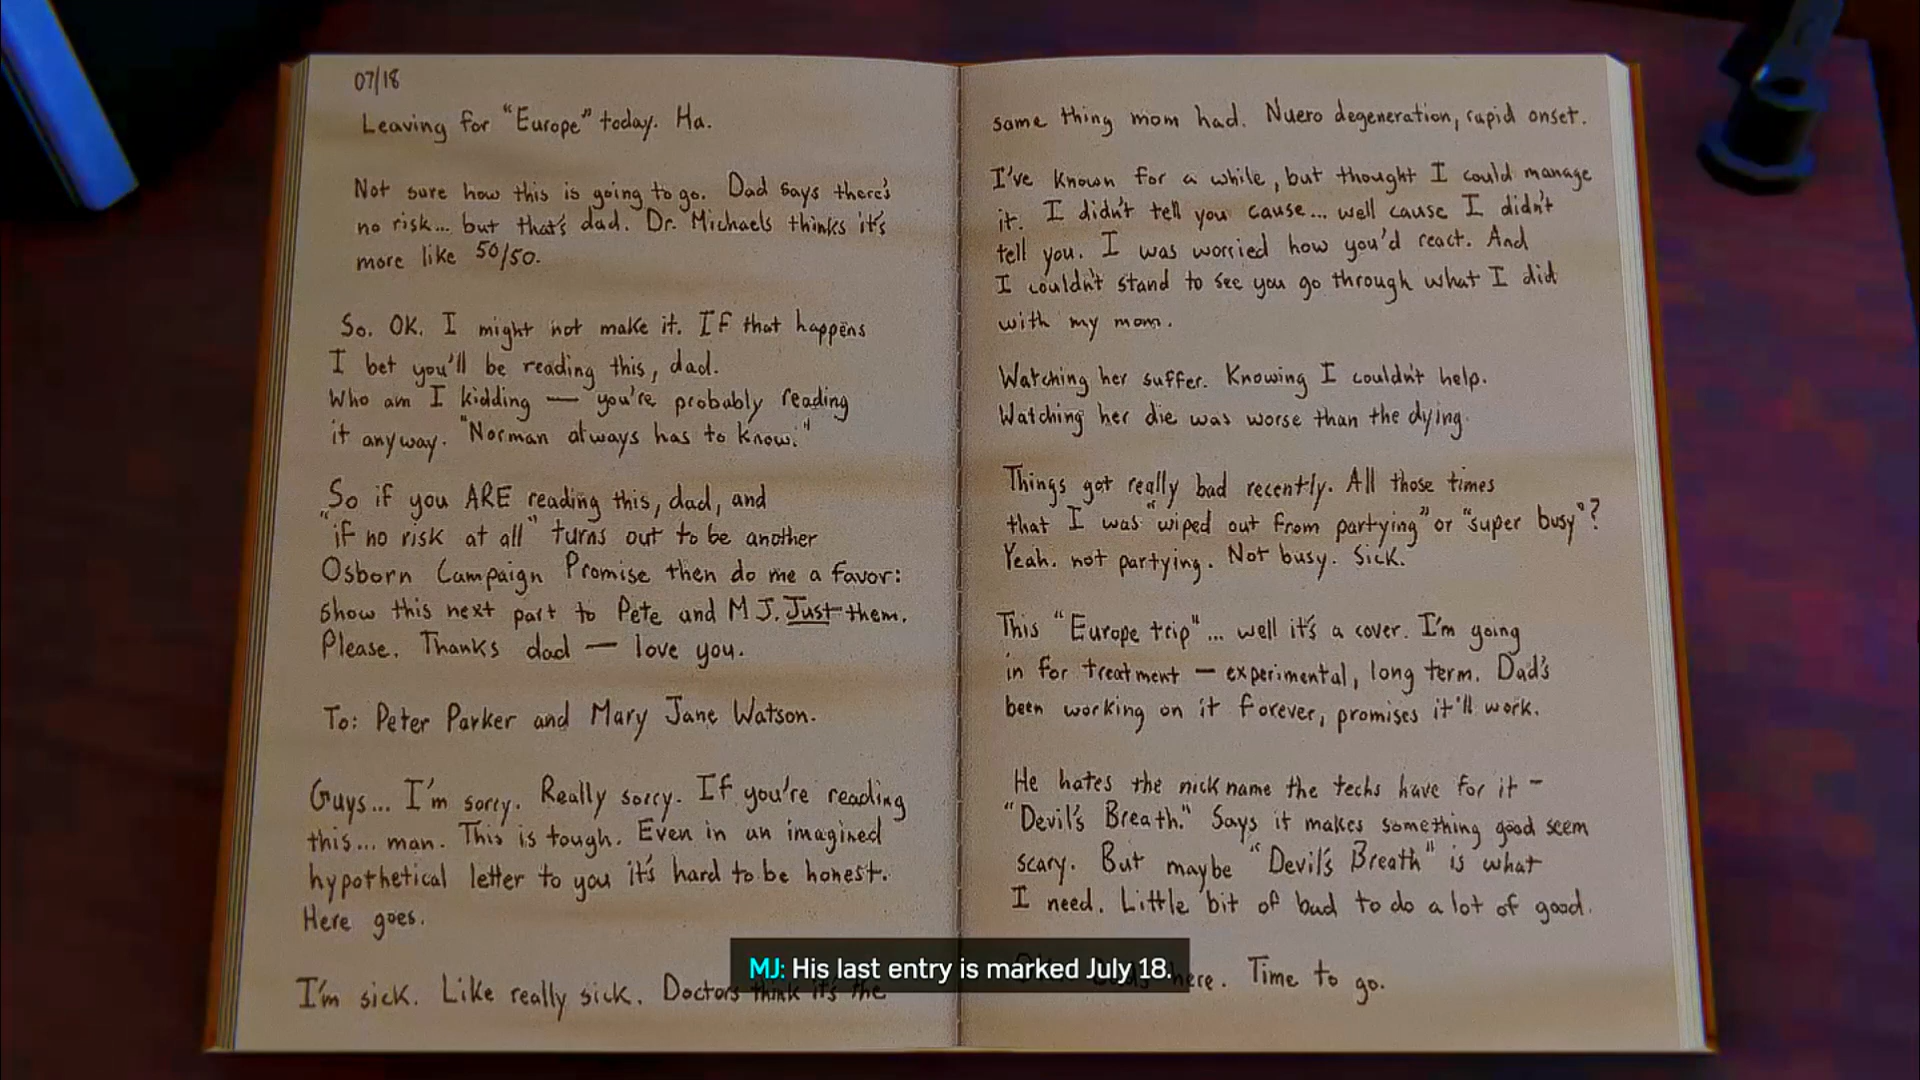 07/18
Leaving for "Europe" today. Ha.
Not sure how this is going to go. Dad says there's
no risk... but that's dad. Dr. Michaels thinks it's
more like 50/50.
So. OK. I might not make it. If that happens
I bet you'll be reading this, dad.
Who am I kidding — you're probably reading
it anyway. "Norman always has to know."
So if you ARE reading this, dad, and
"if no risk at all" turns out to be another
Osborn Campaign Promise then do me a favor:
show this next part to Pete and MJ. Just them.
Please. Thanks dad — love you.
To: Peter Parker and Mary Jane Watson.
Guys... I'm sorry. Really sorry. If you're reading
this... man. This is tough. Even in an imagined
hypothetical letter to you it's hard to be honest.
Here goes.
I'm sick. Like really sick. Doctors think it's the
same thing mom had. Nuero degeneration, rapid onset.
I've known for a while, but thought I could manage
it. I didn't tell you cause... well cause I didn't
tell you. I was worried how you'd react. And
I couldn't stand to see you go through what I did
with my mom.
Watching her suffer. Knowing I couldn't help.
Watching her die was worse than the dying.
Things got really bad recently. All those times
that I was "wiped out from partying" or "super busy"?
Yeah. not partying. Not busy. Sick.
This "Europe trip"... well it's a cover. I'm going
in for treatment — experimental, long term. Dad's
been working on it forever, promises it'll work.
He hates the nickname the techs have for it -
"Devil's Breath." Says it makes something good seem
scary. But maybe "Devil's Breath" is what
I need. Little bit of bad to do a lot of good.
here. Time to go.
MJ: His last entry is marked July 18.